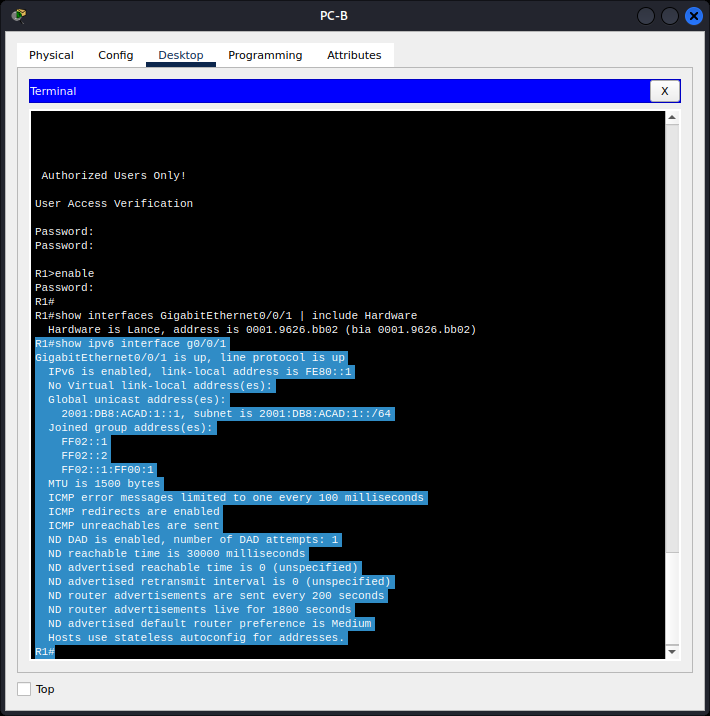 PC-B
Physical Config Desktop Programming Attributes
Terminal X
Authorized Users Only!
User Access Verification
Password:
Password:
R1>enable
Password:
R1#
R1#show interfaces GigabitEthernet0/0/1 | include Hardware
Hardware is Lance, address is 0001.9626.bb02 (bia 0001.9626.bb02)
R1#show ipv6 interface g0/0/1
GigabitEthernet0/0/1 is up, line protocol is up
IPv6 is enabled, link-local address is FE80::1
No Virtual link-local address(es):
Global unicast address(es):
2001:DB8:ACAD:1::1, subnet is 2001:DB8:ACAD:1::/64
Joined group address(es):
FF02::1
FF02::2
FF02::1:FF00:1
MTU is 1500 bytes
ICMP error messages limited to one every 100 milliseconds
ICMP redirects are enabled
ICMP unreachables are sent
ND DAD is enabled, number of DAD attempts: 1
ND reachable time is 30000 milliseconds
ND advertised reachable time is 0 (unspecified)
ND advertised retransmit interval is 0 (unspecified)
ND router advertisements are sent every 200 seconds
ND router advertisements live for 1800 seconds
ND advertised default router preference is Medium
Hosts use stateless autoconfig for addresses.
R1#
Top